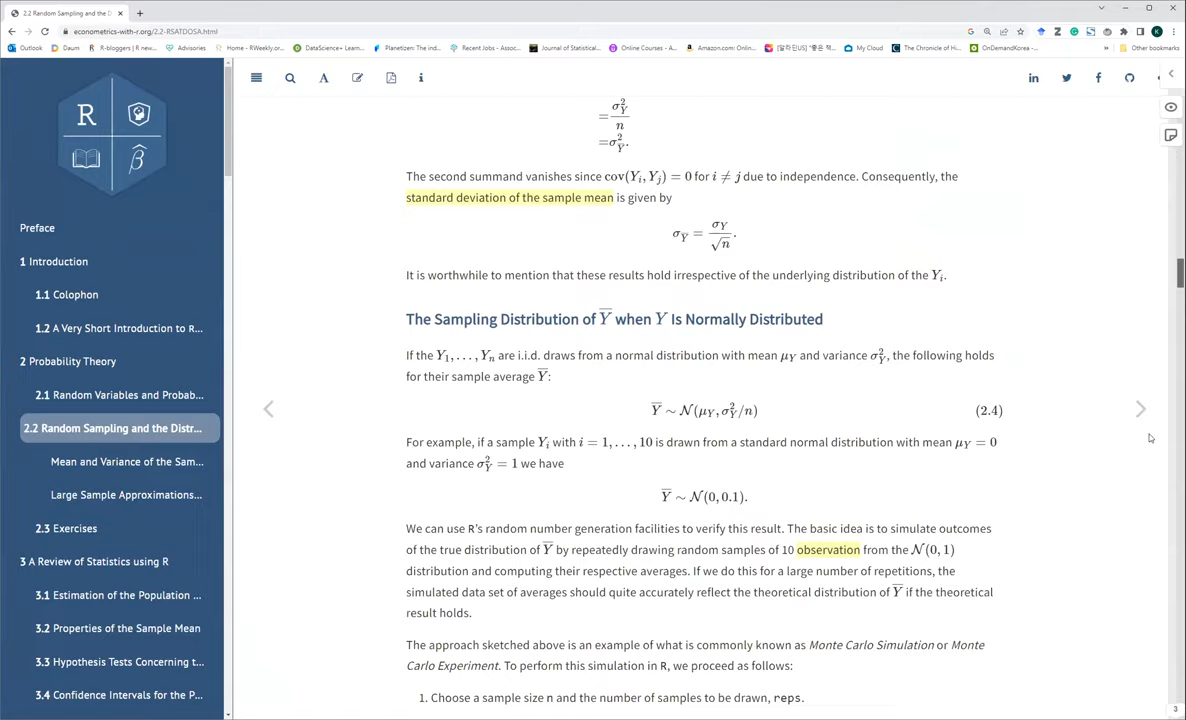 2.2 Random Sampling and the Distr
econometrics-with-r.org/2.2-RSATDOSA.html
Outlook Daum R-bloggers | R new... Advisories Home - RWeekly.or... DataScience+ Learn... Planetizen: The ind... Recent Jobs - Assoc... Journal of Statistical... Online Courses - A... Amazon.com: Onlin... [알라딘US] "좋은 책... My Cloud The Chronicle of Hi... OnDemandKorea -... » Other bookmarks
R
β̂
Preface
1 Introduction
1.1 Colophon
1.2 A Very Short Introduction to R...
2 Probability Theory
2.1 Random Variables and Probab...
2.2 Random Sampling and the Distr...
Mean and Variance of the Sam...
Large Sample Approximations...
2.3 Exercises
3 A Review of Statistics using R
3.1 Estimation of the Population ...
3.2 Properties of the Sample Mean
3.3 Hypothesis Tests Concerning t...
3.4 Confidence Intervals for the P...
= σ²_Y / n
= σ²_Ȳ.
The second summand vanishes since cov(Y_i, Y_j) = 0 for i ≠ j due to independence. Consequently, the
standard deviation of the sample mean is given by
σ_Ȳ = σ_Y / √n.
It is worthwhile to mention that these results hold irrespective of the underlying distribution of the Y_i.
The Sampling Distribution of Ȳ when Y Is Normally Distributed
If the Y₁, . . . , Y_n are i.i.d. draws from a normal distribution with mean μ_Y and variance σ²_Y, the following holds
for their sample average Ȳ:
Ȳ ∼ N(μ_Y, σ²_Y/n) (2.4)
For example, if a sample Y_i with i = 1, . . . , 10 is drawn from a standard normal distribution with mean μ_Y = 0
and variance σ²_Y = 1 we have
Ȳ ∼ N(0, 0.1).
We can use R's random number generation facilities to verify this result. The basic idea is to simulate outcomes
of the true distribution of Ȳ by repeatedly drawing random samples of 10 observation from the N(0, 1)
distribution and computing their respective averages. If we do this for a large number of repetitions, the
simulated data set of averages should quite accurately reflect the theoretical distribution of Ȳ if the theoretical
result holds.
The approach sketched above is an example of what is commonly known as Monte Carlo Simulation or Monte
Carlo Experiment. To perform this simulation in R, we proceed as follows:
1. Choose a sample size n and the number of samples to be drawn, reps.
3